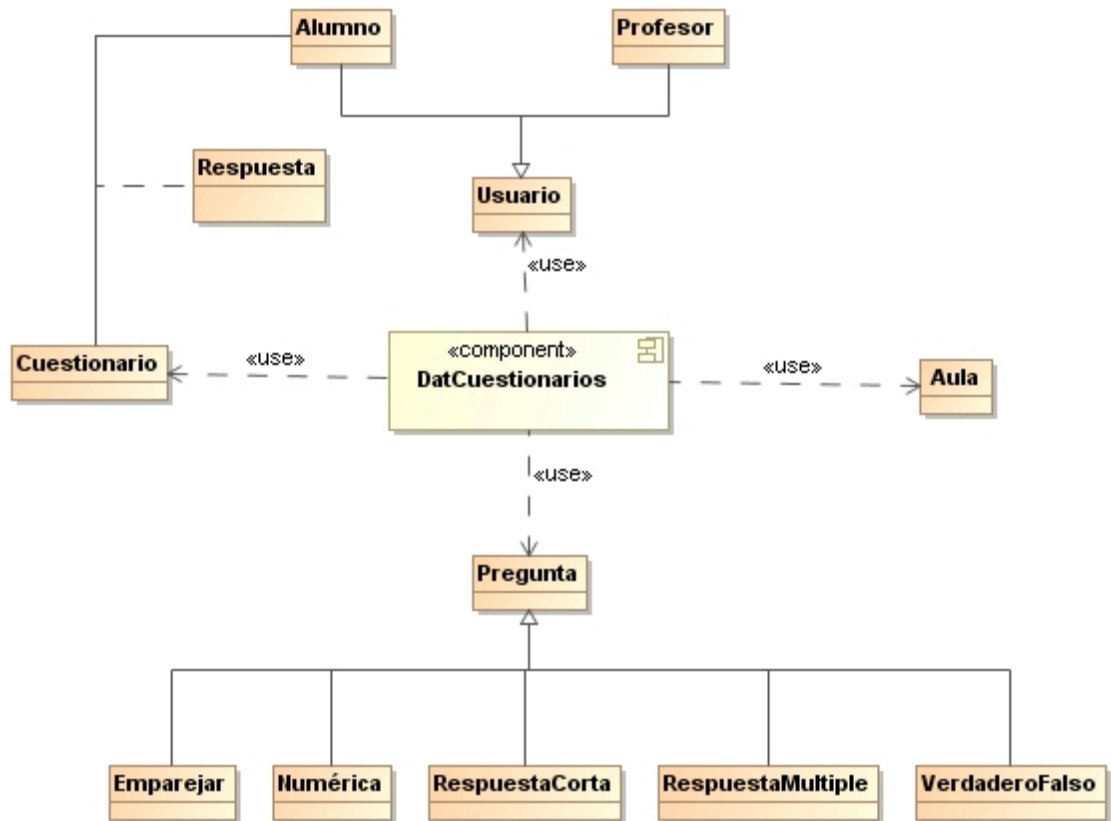 Alumno
Profesor
Respuesta
Usuario
«use»
Cuestionario
«use»
«component»
DatCuestionarios
«use»
Aula
«use»
Pregunta
Emparejar
Numérica
RespuestaCorta
RespuestaMultiple
VerdaderoFalso